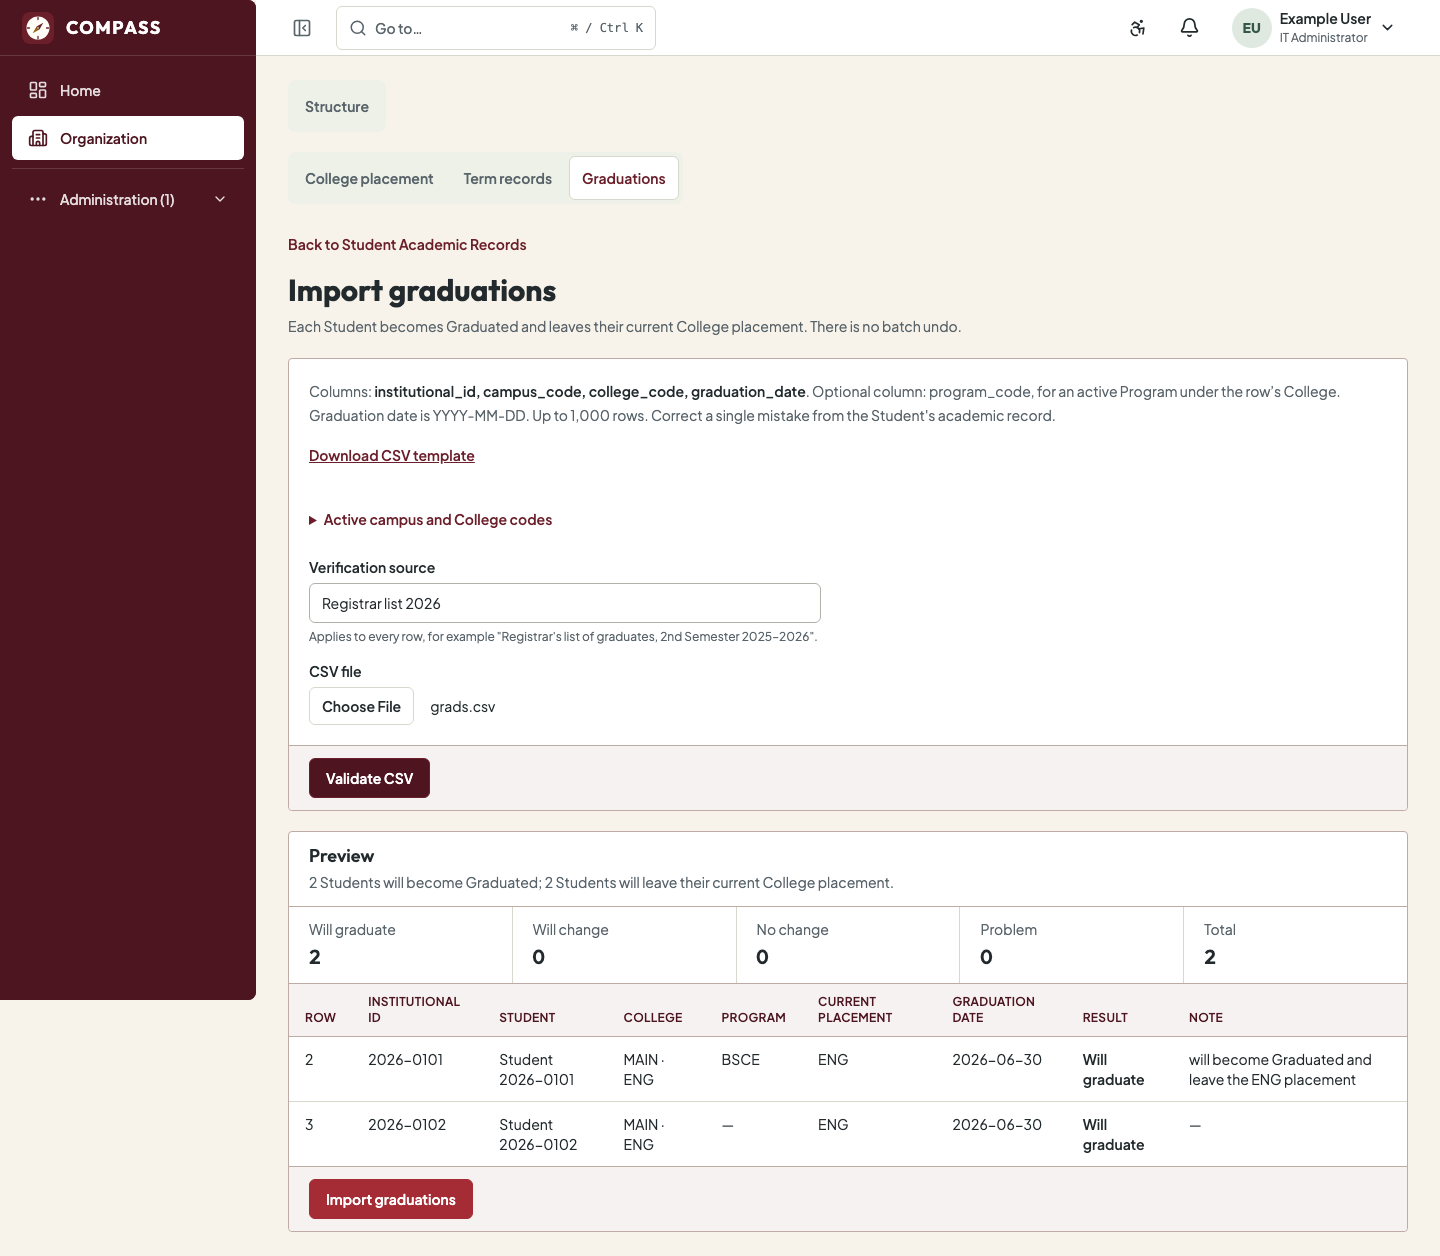 COMPASS
Go to…
⌘ / Ctrl K
EU
Example User
IT Administrator
Home
Organization
Administration (1)
Structure
College placement
Term records
Graduations
Back to Student Academic Records
Import graduations
Each Student becomes Graduated and leaves their current College placement. There is no batch undo.
Columns: institutional_id, campus_code, college_code, graduation_date. Optional column: program_code, for an active Program under the row's College.
Graduation date is YYYY-MM-DD. Up to 1,000 rows. Correct a single mistake from the Student's academic record.
Download CSV template
Active campus and College codes
Verification source
Registrar list 2026
Applies to every row, for example "Registrar's list of graduates, 2nd Semester 2025–2026".
CSV file
Choose File
grads.csv
Validate CSV
Preview
2 Students will become Graduated; 2 Students will leave their current College placement.
Will graduate
2
Will change
0
No change
0
Problem
0
Total
2
ROW INSTITUTIONAL ID STUDENT COLLEGE PROGRAM CURRENT PLACEMENT GRADUATION DATE RESULT NOTE
2 2026-0101 Student 2026-0101 MAIN · ENG BSCE ENG 2026-06-30 Will graduate will become Graduated and leave the ENG placement
3 2026-0102 Student 2026-0102 MAIN · ENG — ENG 2026-06-30 Will graduate —
Import graduations